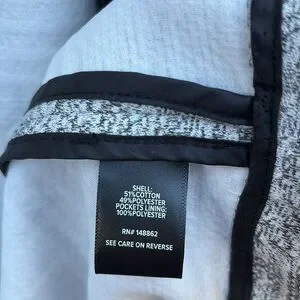 SHELL:
51%COTTON
49%POLYESTER
POCKETS LINING:
100%POLYESTER
RN# 148862
SEE CARE ON REVERSE